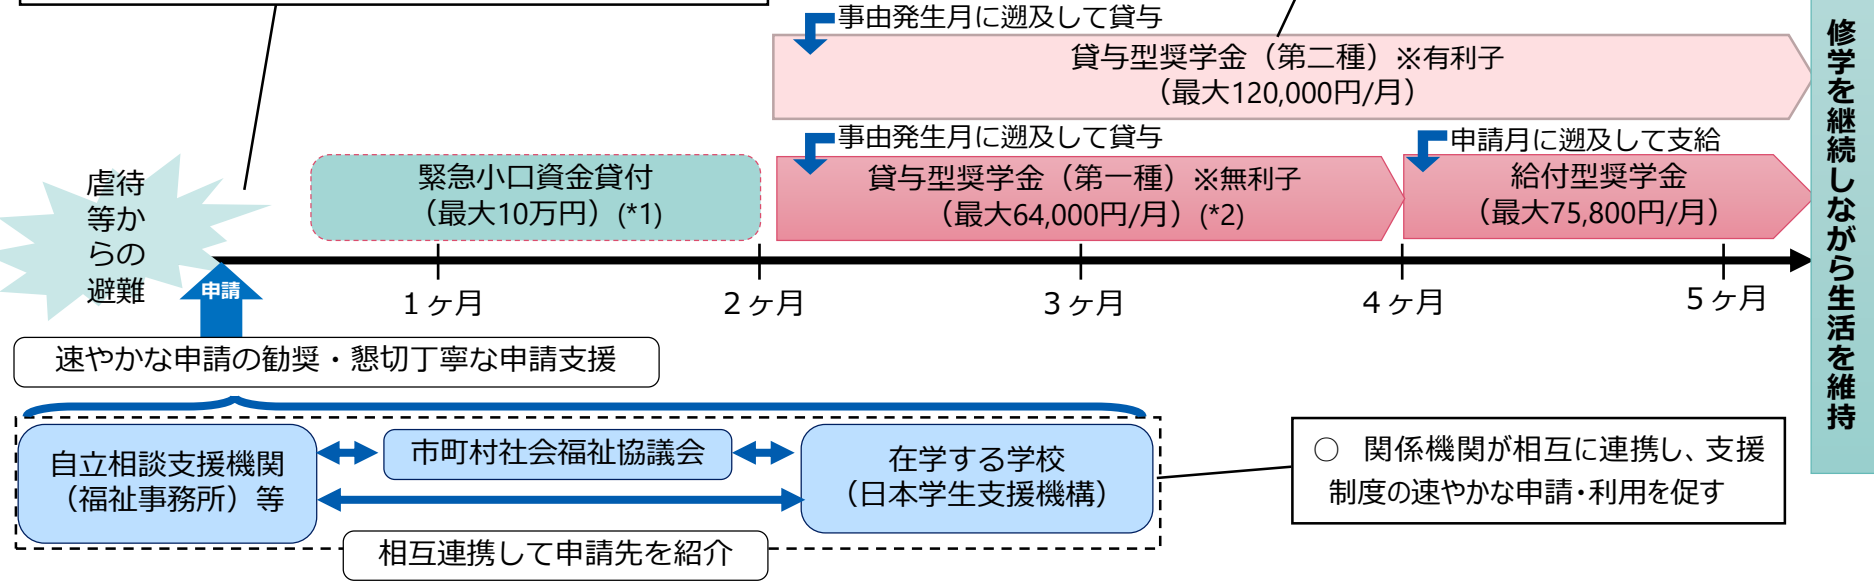 事由発生月に遡及して貸与
貸与型奨学金（第二種）※有利子
（最大120,000円/月）
事由発生月に遡及して貸与
貸与型奨学金（第一種）※無利子
（最大64,000円/月）(*2)
申請月に遡及して支給
給付型奨学金
（最大75,800円/月）
緊急小口資金貸付
（最大10万円）(*1)
虐待
等か
らの
避難
申請
１ヶ月
２ヶ月
３ヶ月
４ヶ月
５ヶ月
修学を継続しながら生活を維持
速やかな申請の勧奨・懇切丁寧な申請支援
自立相談支援機関
（福祉事務所）等
市町村社会福祉協議会
在学する学校
（日本学生支援機構）
相互連携して申請先を紹介
○　関係機関が相互に連携し、支援
制度の速やかな申請・利用を促す